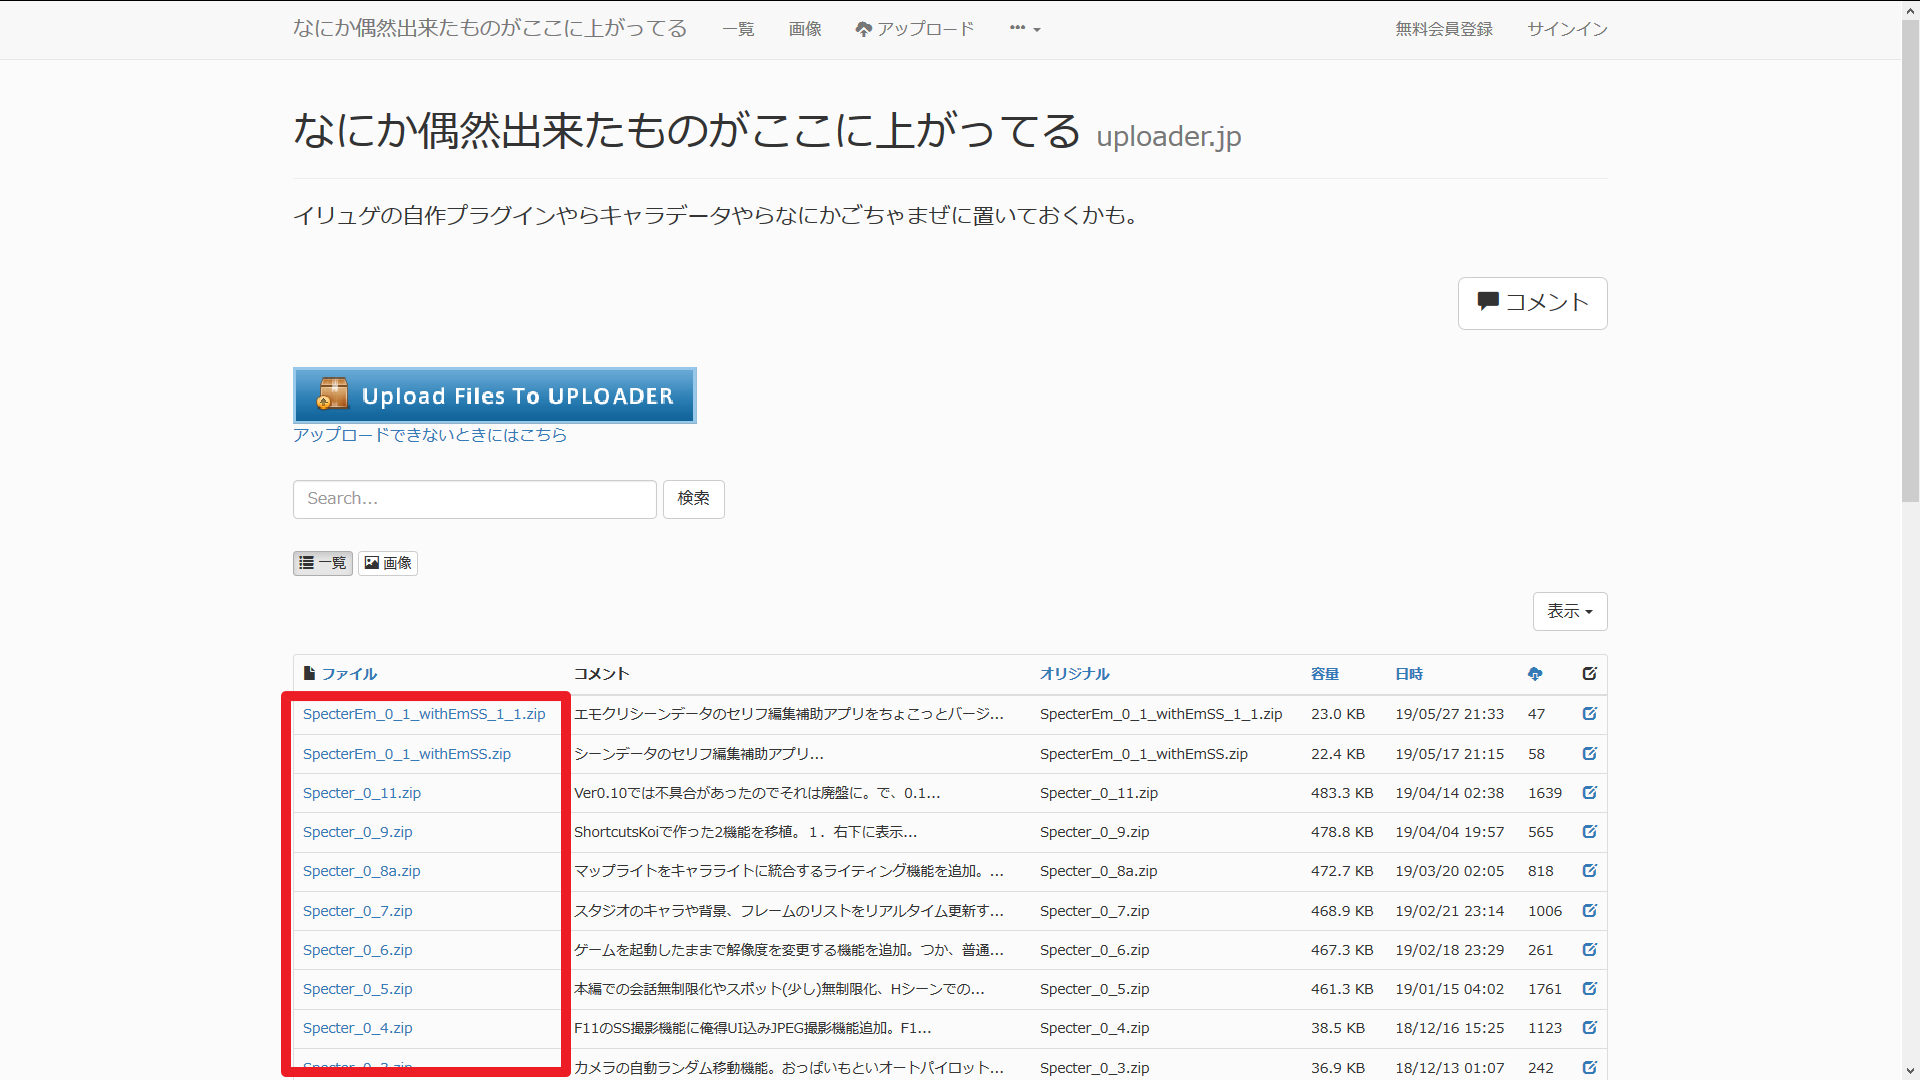 なにか偶然出来たものがここに上がってる 一覧 画像 アップロード ••• 無料会員登録 サインイン
なにか偶然出来たものがここに上がってる uploader.jp
イリュゲの自作プラグインやらキャラデータやらなにかごちゃまぜに置いておくかも。
コメント
Upload Files To UPLOADER
アップロードできないときにはこちら
Search... 検索
一覧 画像
表示
ファイル コメント オリジナル 容量 日時
SpecterEm_0_1_withEmSS_1_1.zip エモクリシーンデータのセリフ編集補助アプリをちょこっとバージ... SpecterEm_0_1_withEmSS_1_1.zip 23.0 KB 19/05/27 21:33 47
SpecterEm_0_1_withEmSS.zip シーンデータのセリフ編集補助アプリ... SpecterEm_0_1_withEmSS.zip 22.4 KB 19/05/17 21:15 58
Specter_0_11.zip Ver0.10では不具合があったのでそれは廃盤に。で、0.1... Specter_0_11.zip 483.3 KB 19/04/14 02:38 1639
Specter_0_9.zip ShortcutsKoiで作った2機能を移植。１．右下に表示... Specter_0_9.zip 478.8 KB 19/04/04 19:57 565
Specter_0_8a.zip マップライトをキャラライトに統合するライティング機能を追加。... Specter_0_8a.zip 472.7 KB 19/03/20 02:05 818
Specter_0_7.zip スタジオのキャラや背景、フレームのリストをリアルタイム更新す... Specter_0_7.zip 468.9 KB 19/02/21 23:14 1006
Specter_0_6.zip ゲームを起動したままで解像度を変更する機能を追加。つか、普通... Specter_0_6.zip 467.3 KB 19/02/18 23:29 261
Specter_0_5.zip 本編での会話無制限化やスポット(少し)無制限化、Hシーンでの... Specter_0_5.zip 461.3 KB 19/01/15 04:02 1761
Specter_0_4.zip F11のSS撮影機能に俺得UI込みJPEG撮影機能追加。F1... Specter_0_4.zip 38.5 KB 18/12/16 15:25 1123
Specter_0_3.zip カメラの自動ランダム移動機能。おっぱいもといオートパイロット... Specter_0_3.zip 36.9 KB 18/12/13 01:07 242